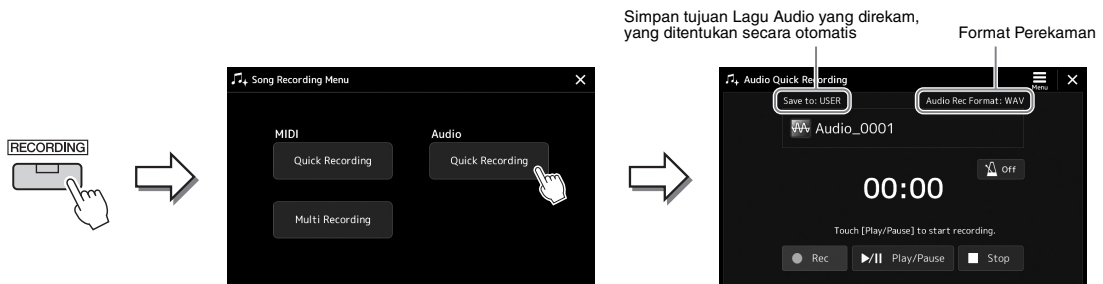 Simpan tujuan Lagu Audio yang direkam,
yang ditentukan secara otomatis
Format Perekaman
RECORDING
Song Recording Menu
MIDI
Audio
Quick Recording
Quick Recording
Multi Recording
Audio Quick Recording
Menu
Save to: USER
Audio Rec Format: WAV
Audio_0001
Off
00:00
Touch [Play/Pause] to start recording.
Rec
Play/Pause
Stop